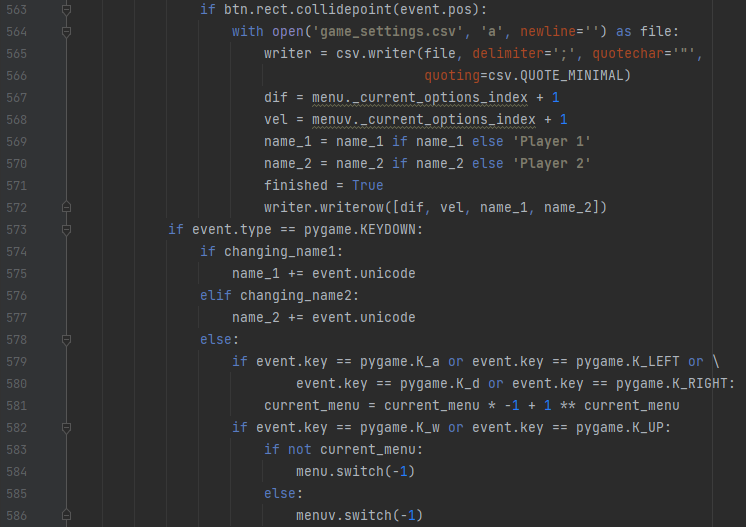 563 if btn.rect.collidepoint(event.pos):
564 with open('game_settings.csv', 'a', newline='') as file:
565 writer = csv.writer(file, delimiter=';', quotechar='"',
566 quoting=csv.QUOTE_MINIMAL)
567 dif = menu._current_options_index + 1
568 vel = menuv._current_options_index + 1
569 name_1 = name_1 if name_1 else 'Player 1'
570 name_2 = name_2 if name_2 else 'Player 2'
571 finished = True
572 writer.writerow([dif, vel, name_1, name_2])
573 if event.type == pygame.KEYDOWN:
574 if changing_name1:
575 name_1 += event.unicode
576 elif changing_name2:
577 name_2 += event.unicode
578 else:
579 if event.key == pygame.K_a or event.key == pygame.K_LEFT or \
580 event.key == pygame.K_d or event.key == pygame.K_RIGHT:
581 current_menu = current_menu * -1 + 1 ** current_menu
582 if event.key == pygame.K_w or event.key == pygame.K_UP:
583 if not current_menu:
584 menu.switch(-1)
585 else:
586 menuv.switch(-1)